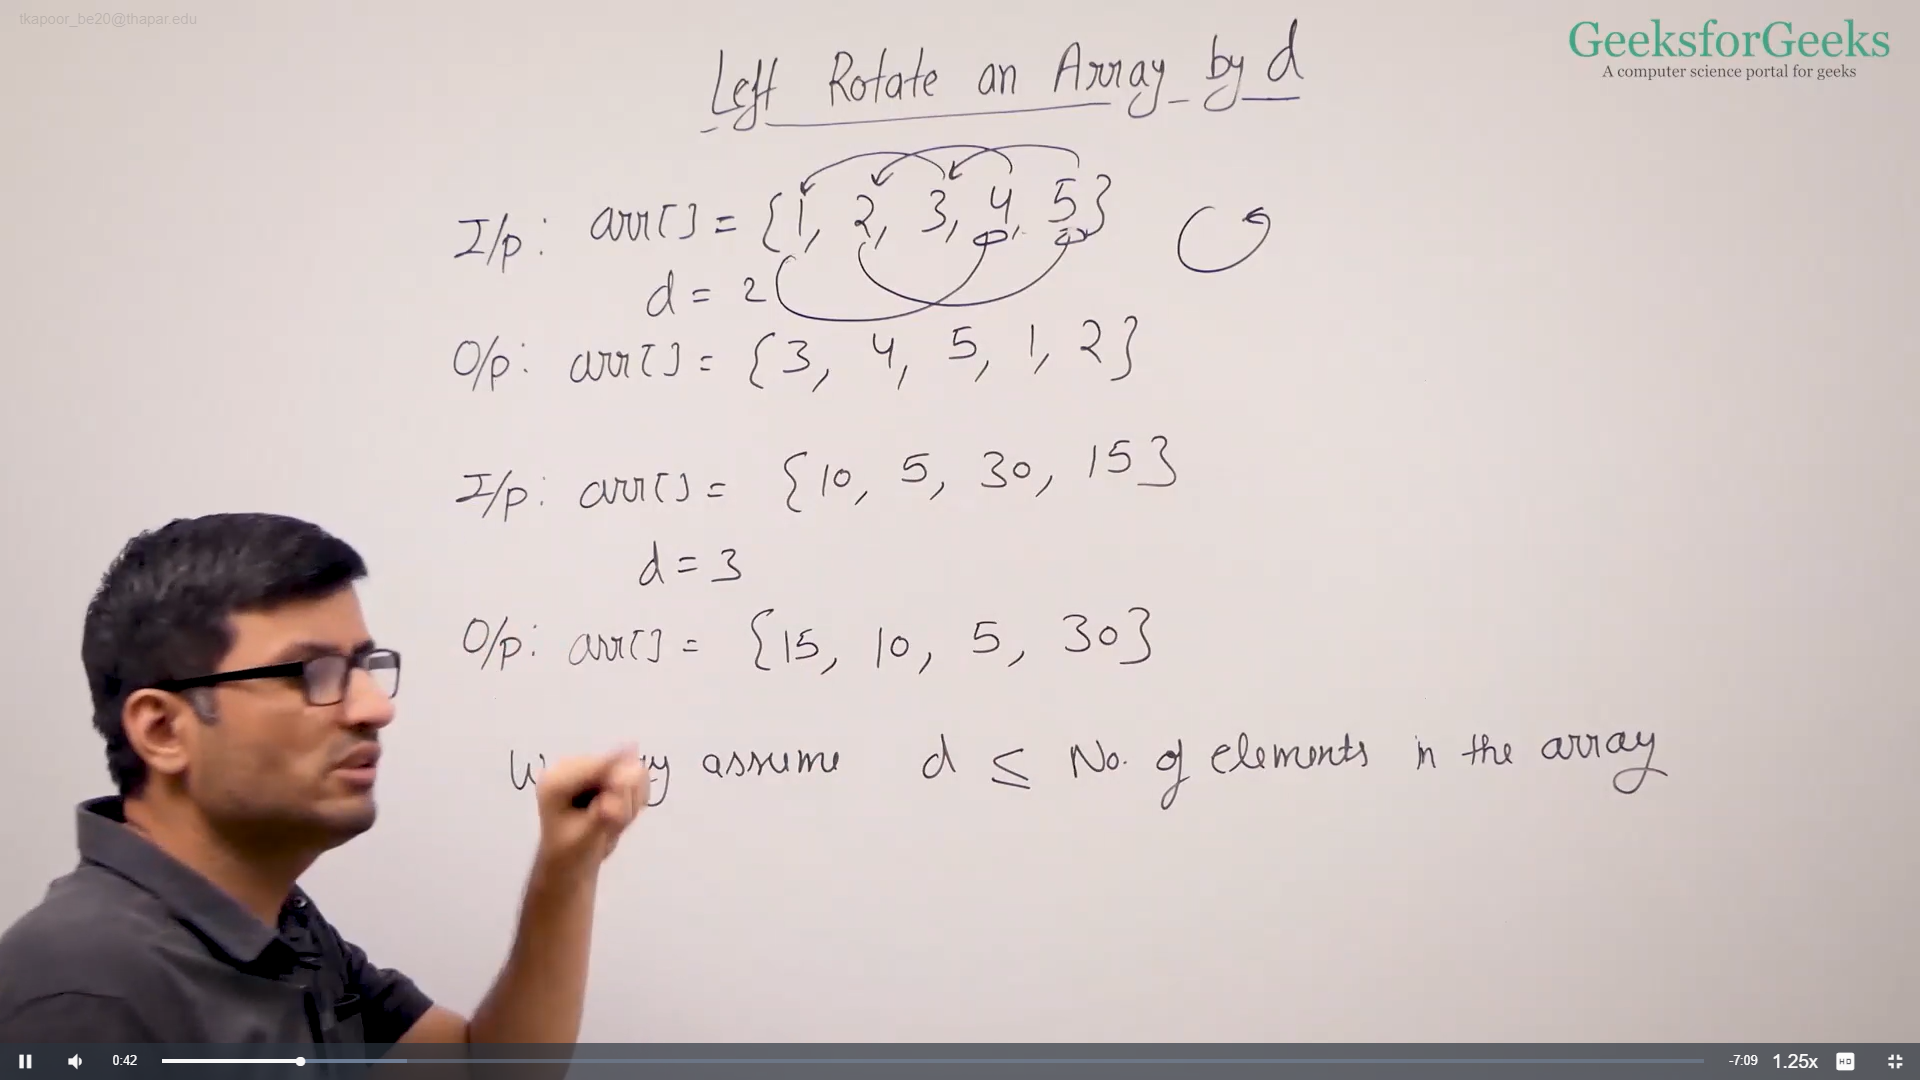 tkapoor_be20@thapar.edu
GeeksforGeeks
A computer science portal for geeks
Left Rotate an Array by d
I/p: arr[] = {1, 2, 3, 4, 5}
d = 2
O/p: arr[] = {3, 4, 5, 1, 2}
I/p: arr[] = {10, 5, 30, 15}
d = 3
O/p: arr[] = {15, 10, 5, 30}
assume d ≤ No. of elements in the array
0:42
-7:09
1.25x
HD